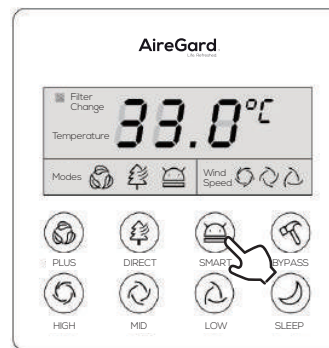 AireGard
Life Refreshed
Filter
Change
Temperature
33.0°C
Modes
Wind
Speed
PLUS
DIRECT
SMART
BYPASS
HIGH
MID
LOW
SLEEP